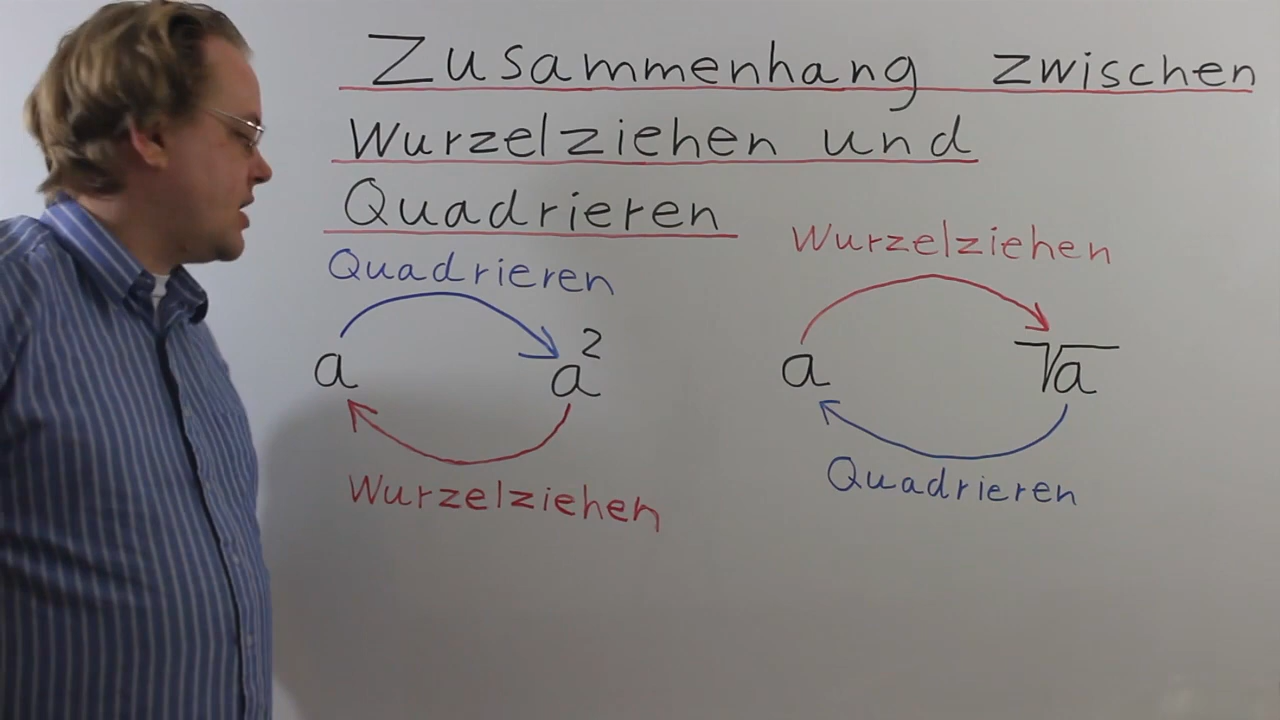 Zusammenhang zwischen
Wurzelziehen und
Quadrieren
Quadrieren
a a²
Wurzelziehen
Wurzelziehen
a √a
Quadrieren